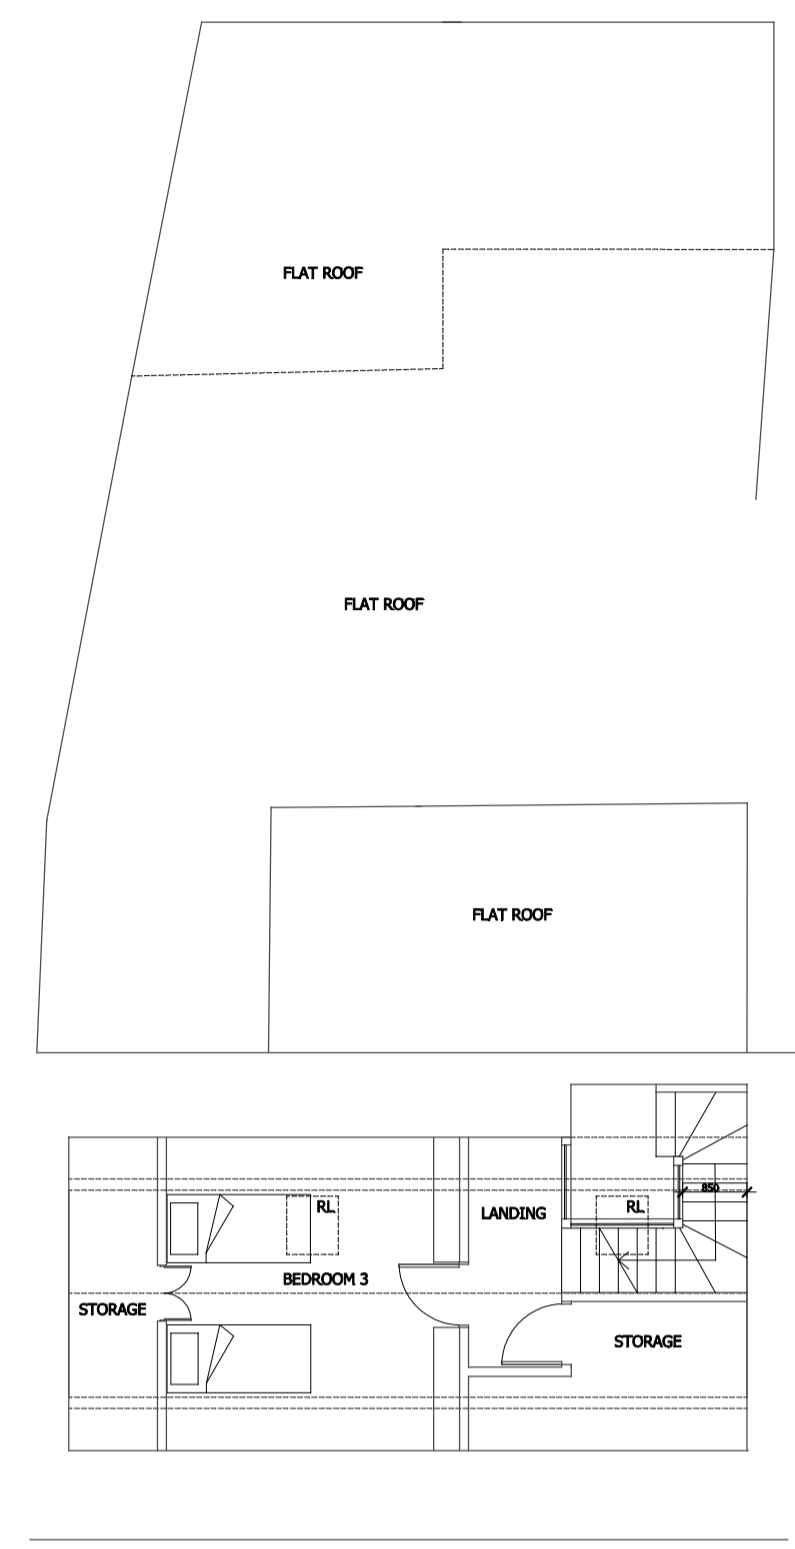 FLAT ROOF
FLAT ROOF
FLAT ROOF
850
RL
RL
LANDING
BEDROOM 3
STORAGE
STORAGE